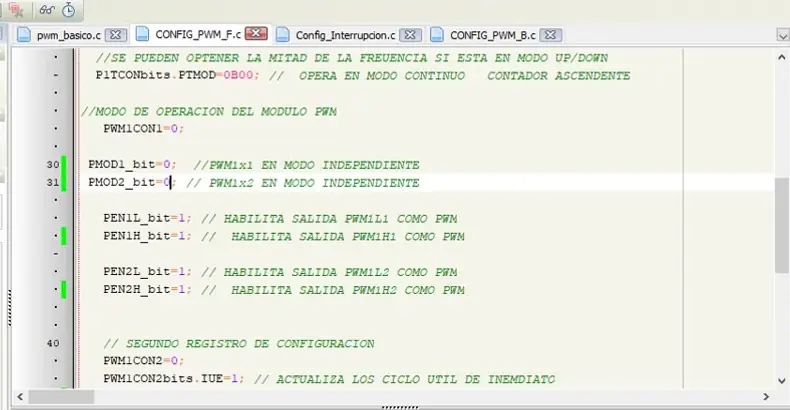 pwm_basico.c CONFIG_PWM_F.c Config_Interrupcion.c CONFIG_PWM_B.c
//SE PUEDEN OPTENER LA MITAD DE LA FREUENCIA SI ESTA EN MODO UP/DOWN
P1TCONbits.PTMOD=0B00; // OPERA EN MODO CONTINUO CONTADOR ASCENDENTE
//MODO DE OPERACION DEL MODULO PWM
PWM1CON1=0;
30 PMOD1_bit=0; //PWM1x1 EN MODO INDEPENDIENTE
31 PMOD2_bit=0; // PWM1x2 EN MODO INDEPENDIENTE
PEN1L_bit=1; // HABILITA SALIDA PWM1L1 COMO PWM
PEN1H_bit=1; // HABILITA SALIDA PWM1H1 COMO PWM
PEN2L_bit=1; // HABILITA SALIDA PWM1L2 COMO PWM
PEN2H_bit=1; // HABILITA SALIDA PWM1H2 COMO PWM
40 // SEGUNDO REGISTRO DE CONFIGURACION
PWM1CON2=0;
PWM1CON2bits.IUE=1; // ACTUALIZA LOS CICLO UTIL DE INEMDIATO